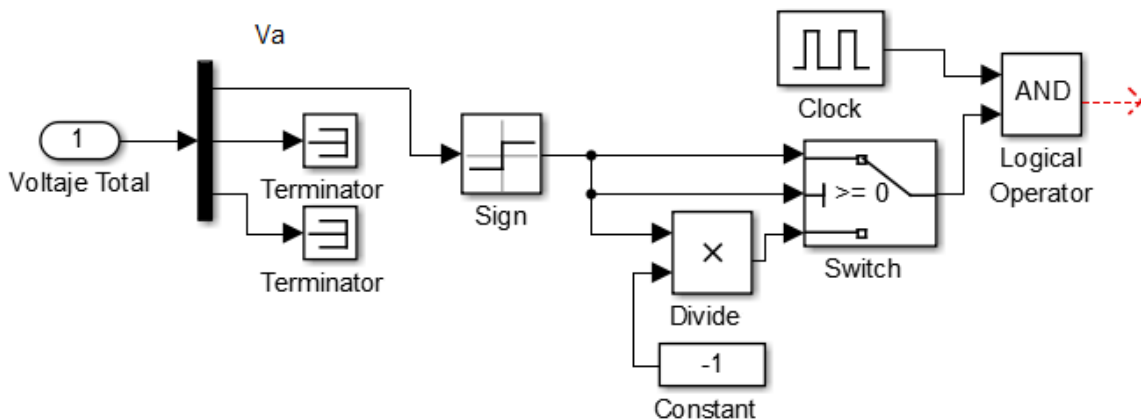 Va
1
Voltaje Total
Terminator
Terminator
Sign
Clock
AND
Logical
Operator
>= 0
Switch
×
Divide
-1
Constant